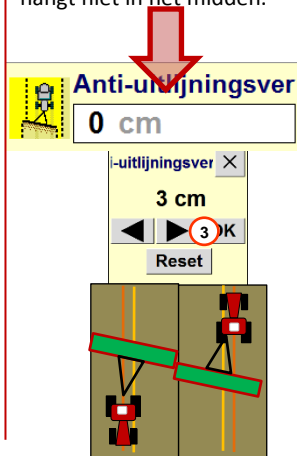 hangt niet in het midden.
Anti-uitlijningsver
0 cm
i-uitlijningsver
3 cm
3 OK
Reset